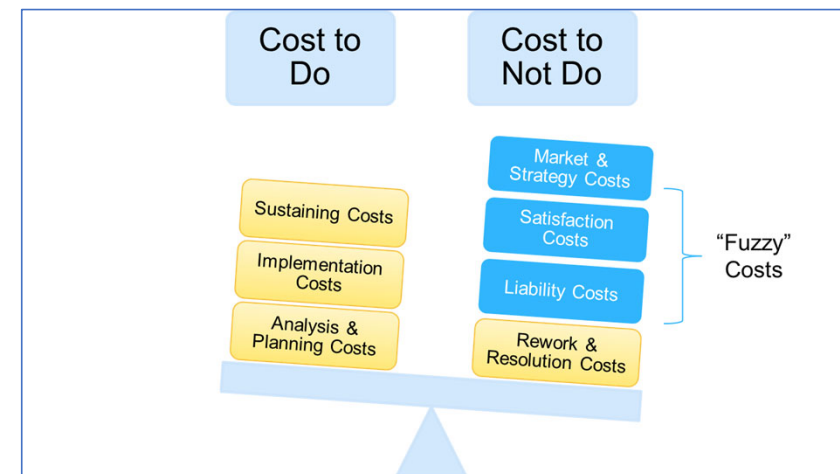 Cost to
Do
Cost to
Not Do
Sustaining Costs
Implementation
Costs
Analysis &
Planning Costs
Market &
Strategy Costs
Satisfaction
Costs
Liability Costs
Rework &
Resolution Costs
“Fuzzy”
Costs